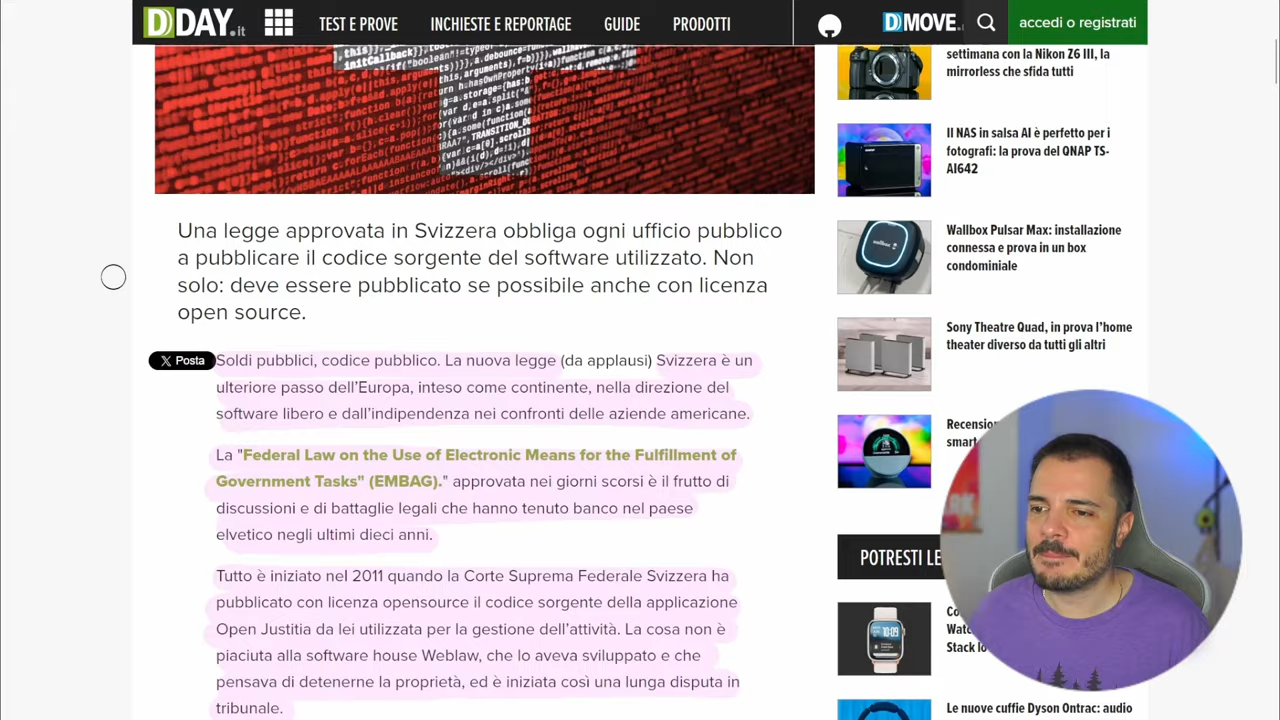 DDAY.it
TEST E PROVE
INCHIESTE E REPORTAGE
GUIDE
PRODOTTI
DMOVE
accedi o registrati
Una legge approvata in Svizzera obbliga ogni ufficio pubblico
a pubblicare il codice sorgente del software utilizzato. Non
solo: deve essere pubblicato se possibile anche con licenza
open source.
X Posta
Soldi pubblici, codice pubblico. La nuova legge (da applausi) Svizzera è un
ulteriore passo dell'Europa, inteso come continente, nella direzione del
software libero e dall'indipendenza nei confronti delle aziende americane.
La "Federal Law on the Use of Electronic Means for the Fulfillment of
Government Tasks" (EMBAG)." approvata nei giorni scorsi è il frutto di
discussioni e di battaglie legali che hanno tenuto banco nel paese
elvetico negli ultimi dieci anni.
Tutto è iniziato nel 2011 quando la Corte Suprema Federale Svizzera ha
pubblicato con licenza opensource il codice sorgente della applicazione
Open Justitia da lei utilizzata per la gestione dell'attività. La cosa non è
piaciuta alla software house Weblaw, che lo aveva sviluppato e che
pensava di detenerne la proprietà, ed è iniziata così una lunga disputa in
tribunale.
settimana con la Nikon Z6 III, la
mirrorless che sfida tutti
Il NAS in salsa AI è perfetto per i
fotografi: la prova del QNAP TS-
AI642
Wallbox Pulsar Max: installazione
connessa e prova in un box
condominiale
Sony Theatre Quad, in prova l'home
theater diverso da tutti gli altri
smart
POTRESTI
Stack
Le nuove cuffie Dyson Ontrac: audio